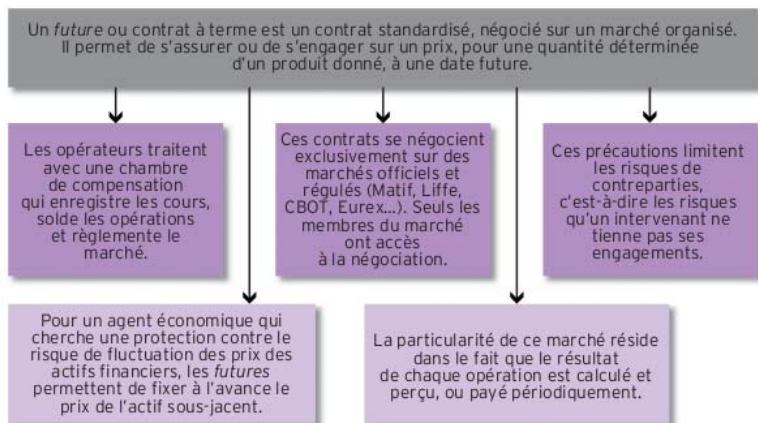 Un future ou contrat à terme est un contrat standardisé, négocié sur un marché organisé.
Il permet de s'assurer ou de s'engager sur un prix, pour une quantité déterminée
d'un produit donné, à une date future.
Les opérateurs traitent
avec une chambre
de compensation
qui enregistre les cours,
solde les opérations
et règlemente le
marché.
Ces contrats se négocient
exclusivement sur des
marchés officiels et
régulés (Matif, Liffe,
CBOT, Eurex...). Seuls les
membres du marché
ont accès
à la négociation.
Ces précautions limitent
les risques de
contreparties,
c'est-à-dire les risques
qu'un intervenant ne
tienne pas ses
engagements.
Pour un agent économique qui
cherche une protection contre le
risque de fluctuation des prix des
actifs financiers, les futures
permettent de fixer à l'avance le
prix de l'actif sous-jacent.
La particularité de ce marché réside
dans le fait que le résultat
de chaque opération est calculé et
perçu, ou payé périodiquement.